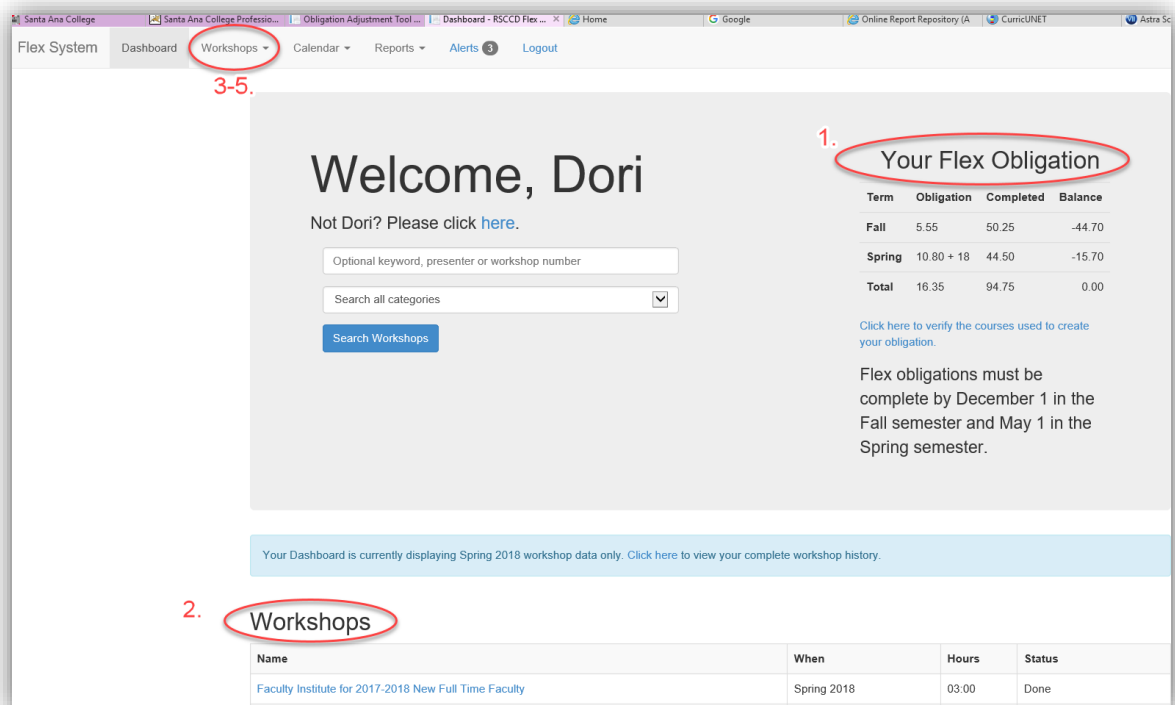 Santa Ana College Santa Ana College Professio... Obligation Adjustment Tool ... Dashboard - RSCCD Flex ... × Home Google Online Report Repository (A CurricUNET Astra Sc
Flex System Dashboard Workshops Calendar Reports Alerts 3 Logout
3-5.
1.
Your Flex Obligation
Welcome, Dori
Not Dori? Please click here.
Optional keyword, presenter or workshop number
Search all categories
Search Workshops
Term Obligation Completed Balance
Fall 5.55 50.25 -44.70
Spring 10.80 + 18 44.50 -15.70
Total 16.35 94.75 0.00
Click here to verify the courses used to create
your obligation.
Flex obligations must be
complete by December 1 in the
Fall semester and May 1 in the
Spring semester.
Your Dashboard is currently displaying Spring 2018 workshop data only. Click here to view your complete workshop history.
2.
Workshops
Name When Hours Status
Faculty Institute for 2017-2018 New Full Time Faculty Spring 2018 03:00 Done